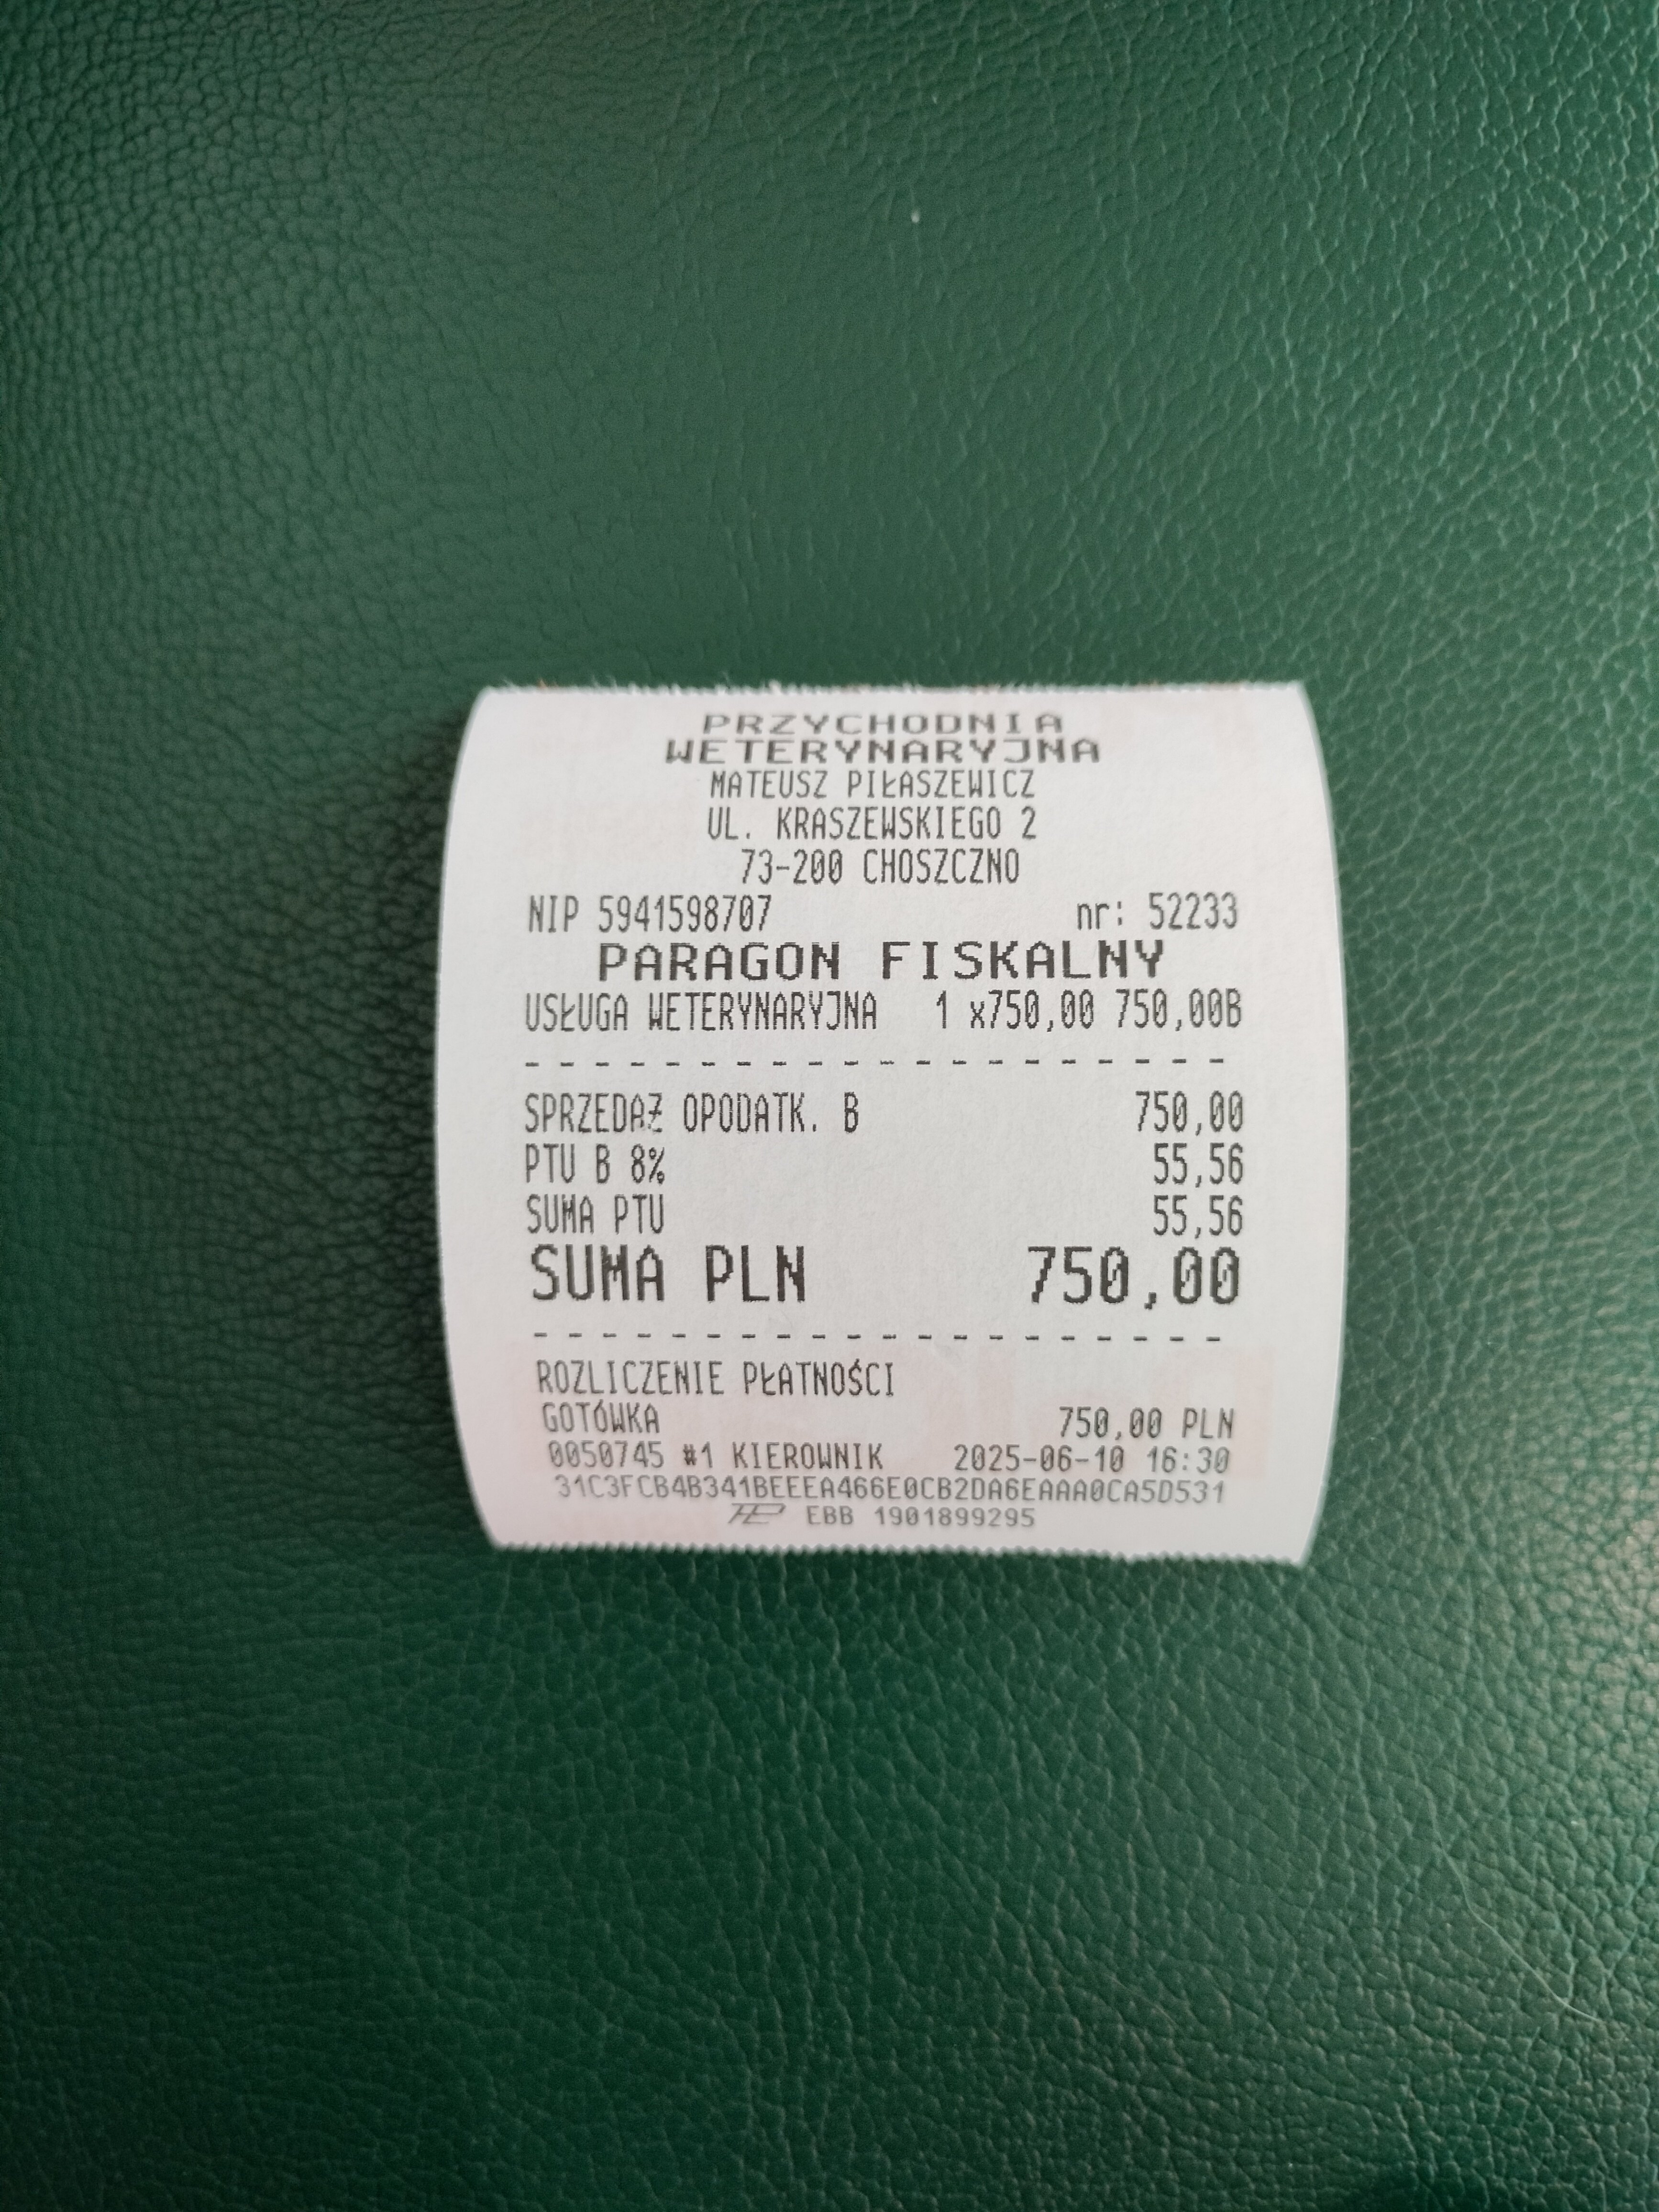 PRZYCHODNIA
WETERYNARYJNA
MATEUSZ PIŁASZEWICZ
UL. KRASZEWSKIEGO 2
73-200 CHOSZCZNO
NIP 5941598707 nr: 52233
PARAGON FISKALNY
USŁUGA WETERYNARYJNA 1 x750,00 750,00B
SPRZEDAŻ OPODATK. B 750,00
PTU B 8% 55,56
SUMA PTU 55,56
SUMA PLN 750,00
ROZLICZENIE PŁATNOŚCI
GOTÓWKA 750,00 PLN
0050745 #1 KIEROWNIK 2025-06-10 16:30
31C3FCB4B341BEEEA466E0CB2DA6EAAA0CA5D531
EBB 1901899295